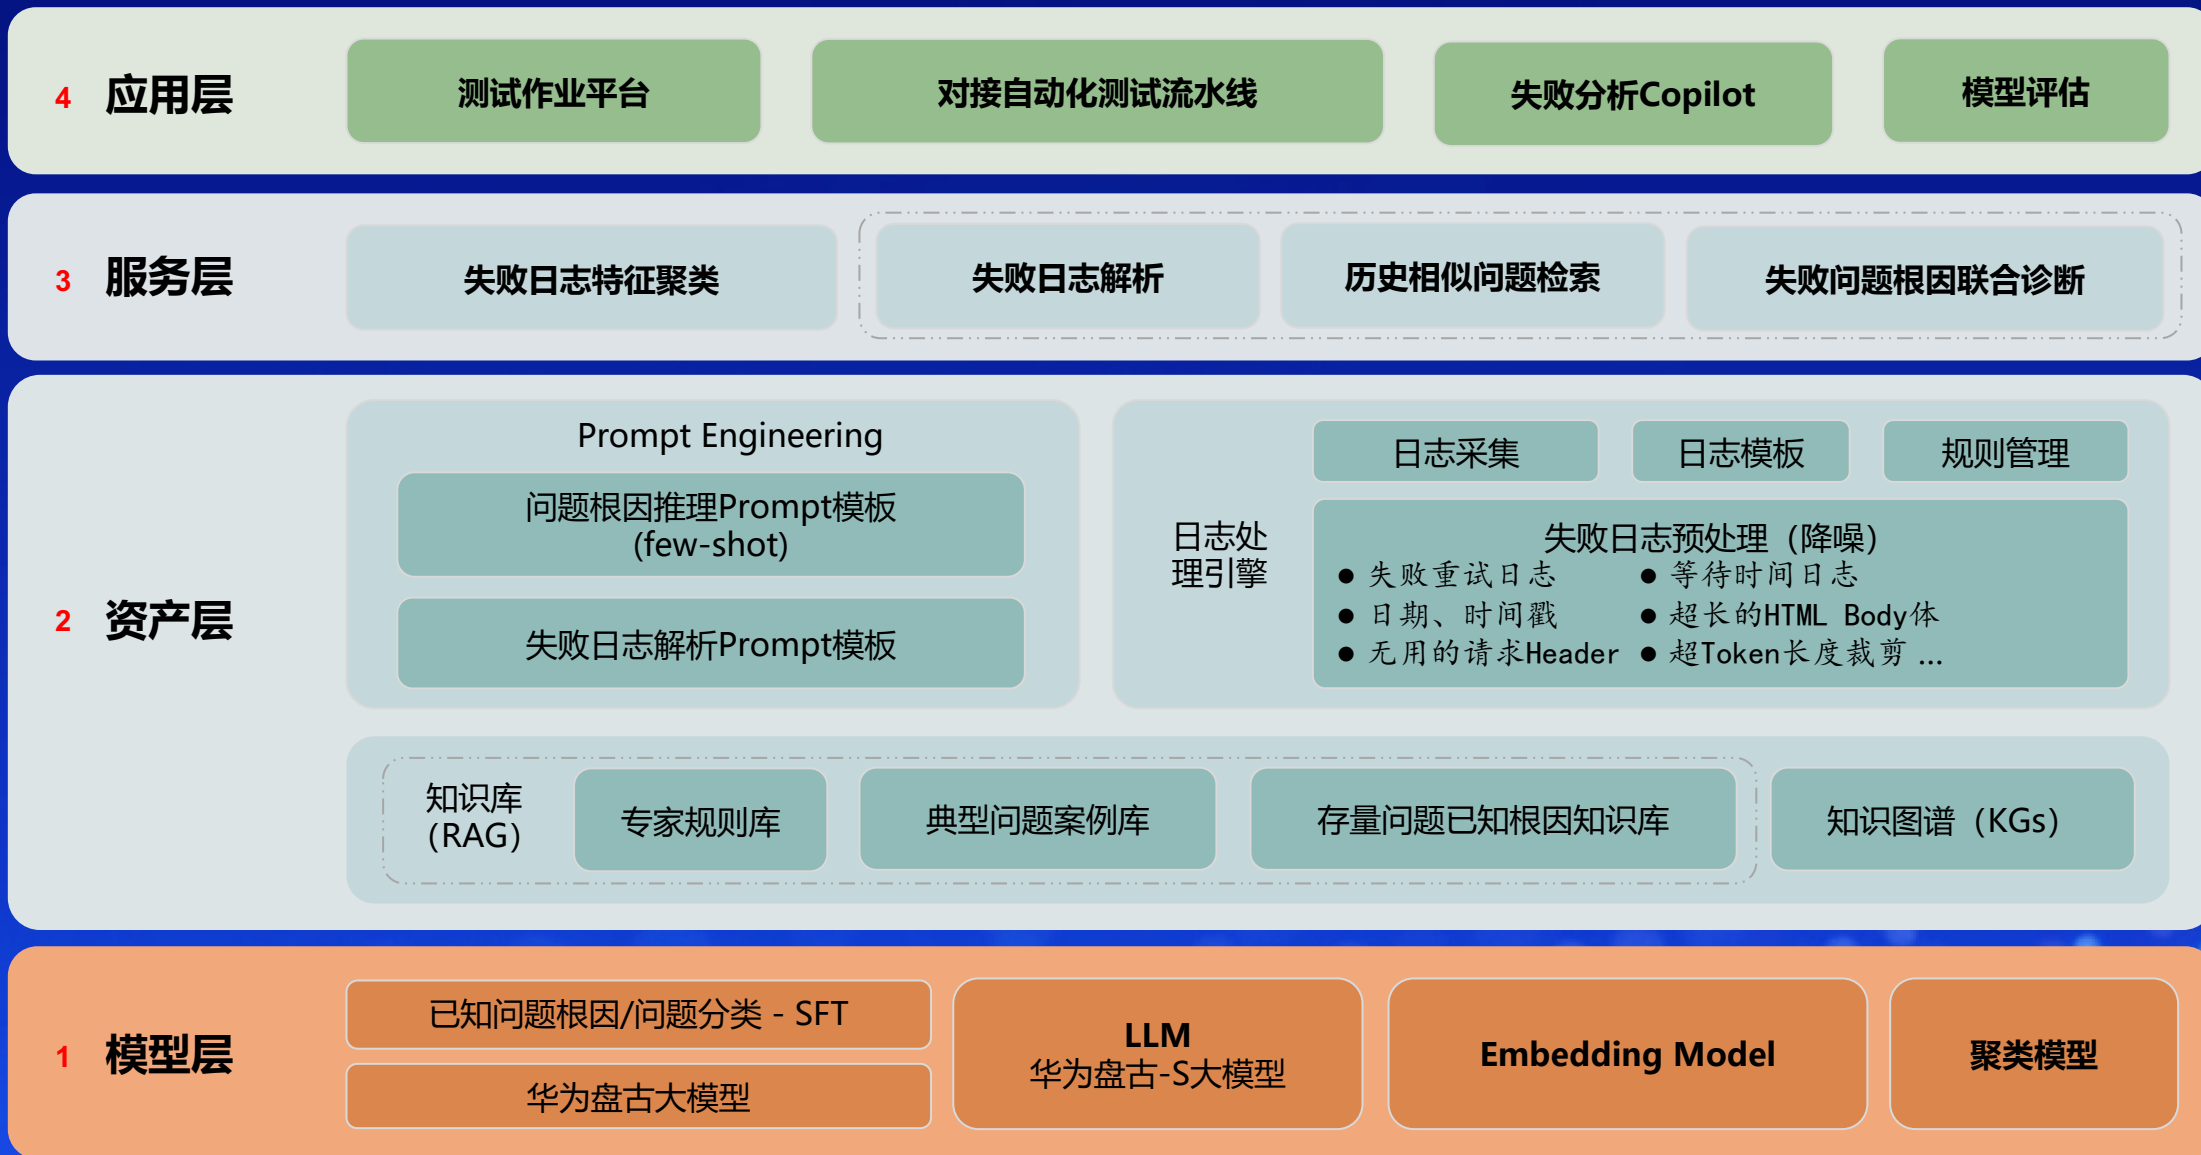 4 应用层
测试作业平台
对接自动化测试流水线
失败分析Copilot
模型评估
3 服务层
失败日志特征聚类
失败日志解析
历史相似问题检索
失败问题根因联合诊断
2 资产层
Prompt Engineering
问题根因推理Prompt模板
(few-shot)
失败日志解析Prompt模板
日志处
理引擎
日志采集
日志模板
规则管理
失败日志预处理（降噪）
● 失败重试日志
● 等待时间日志
● 日期、时间戳
● 超长的HTML Body体
● 无用的请求Header
● 超Token长度裁剪 ...
知识库
（RAG）
专家规则库
典型问题案例库
存量问题已知根因知识库
知识图谱（KGs）
1 模型层
已知问题根因/问题分类 - SFT
华为盘古大模型
LLM
华为盘古-S大模型
Embedding Model
聚类模型